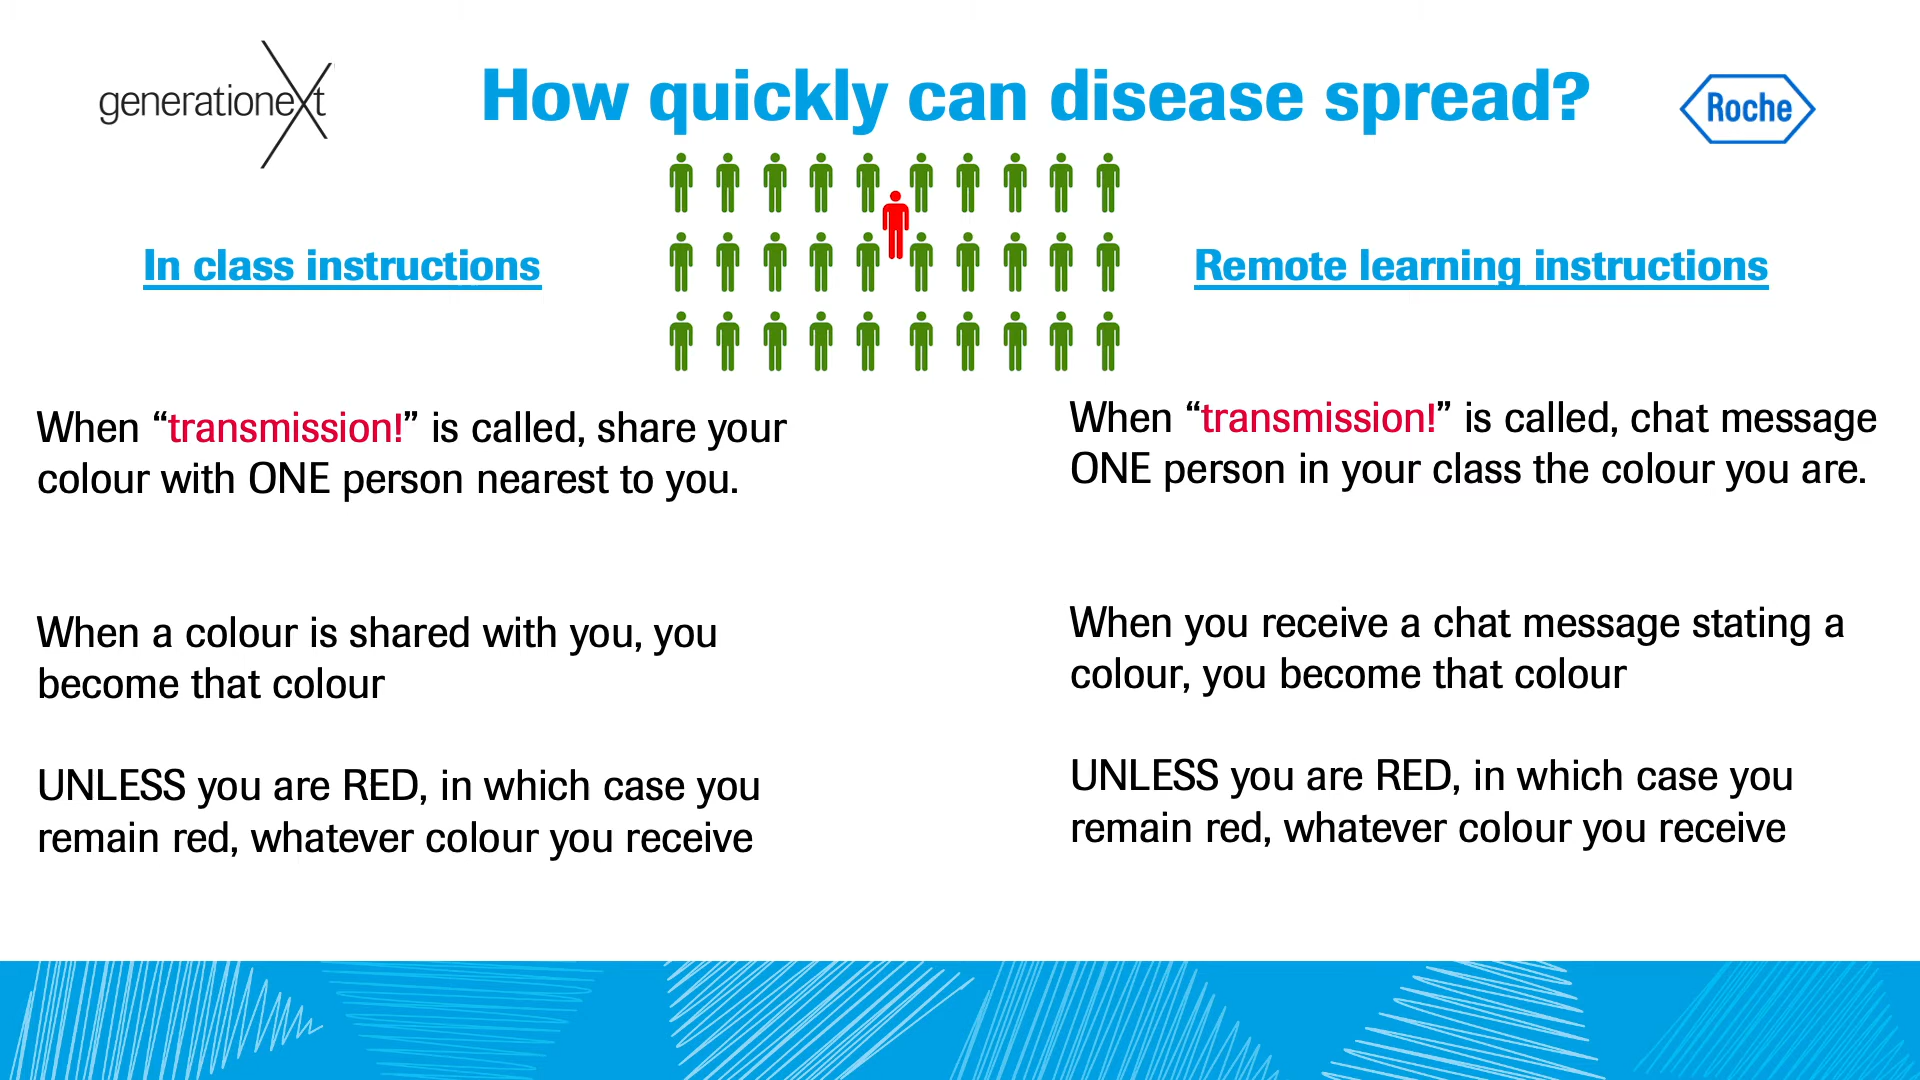 generationext
How quickly can disease spread?
Roche
In class instructions
When “transmission!” is called, share your
colour with ONE person nearest to you.
When a colour is shared with you, you
become that colour
UNLESS you are RED, in which case you
remain red, whatever colour you receive
Remote learning instructions
When “transmission!” is called, chat message
ONE person in your class the colour you are.
When you receive a chat message stating a
colour, you become that colour
UNLESS you are RED, in which case you
remain red, whatever colour you receive